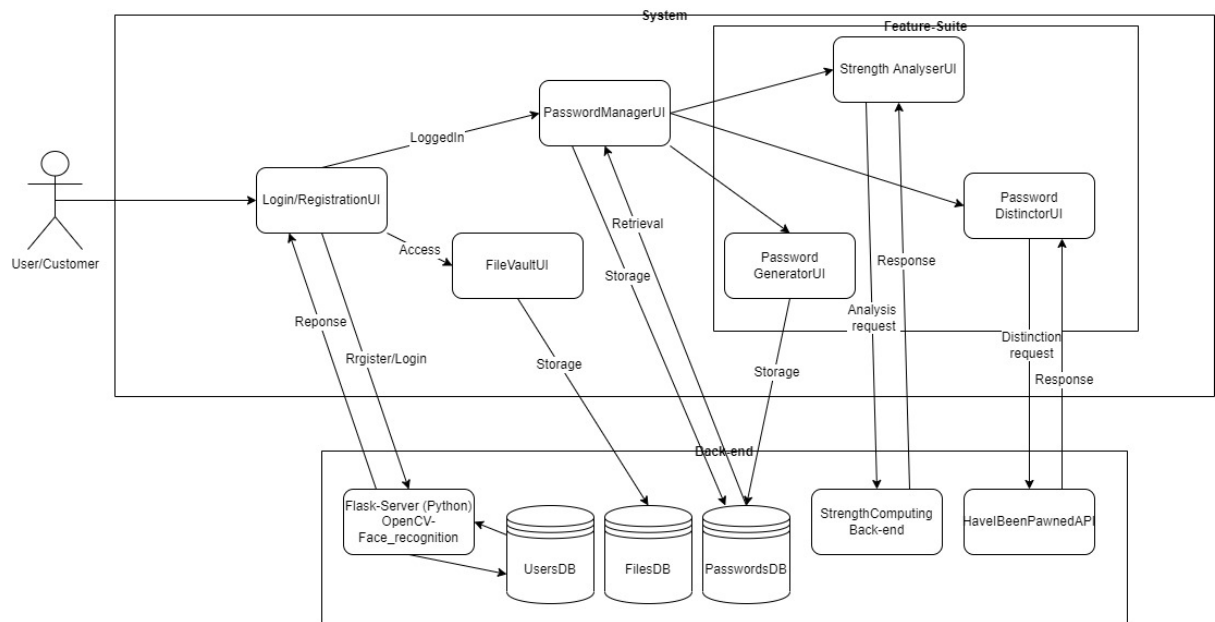 System
Feature-Suite
Strength AnalyserUI
PasswordManagerUI
LoggedIn
Login/RegistrationUI
Password
DistinctorUI
User/Customer
Access
FileVaultUI
Retrieval
Storage
Password
GeneratorUI
Response
Analysis
request
Reponse
Rrgister/Login
Storage
Storage
Distinction
request
Response
Back-end
Flask-Server (Python)
OpenCV-
Face_recognition
UsersDB
FilesDB
PasswordsDB
StrengthComputing
Back-end
HaveIBeenPawnedAPI